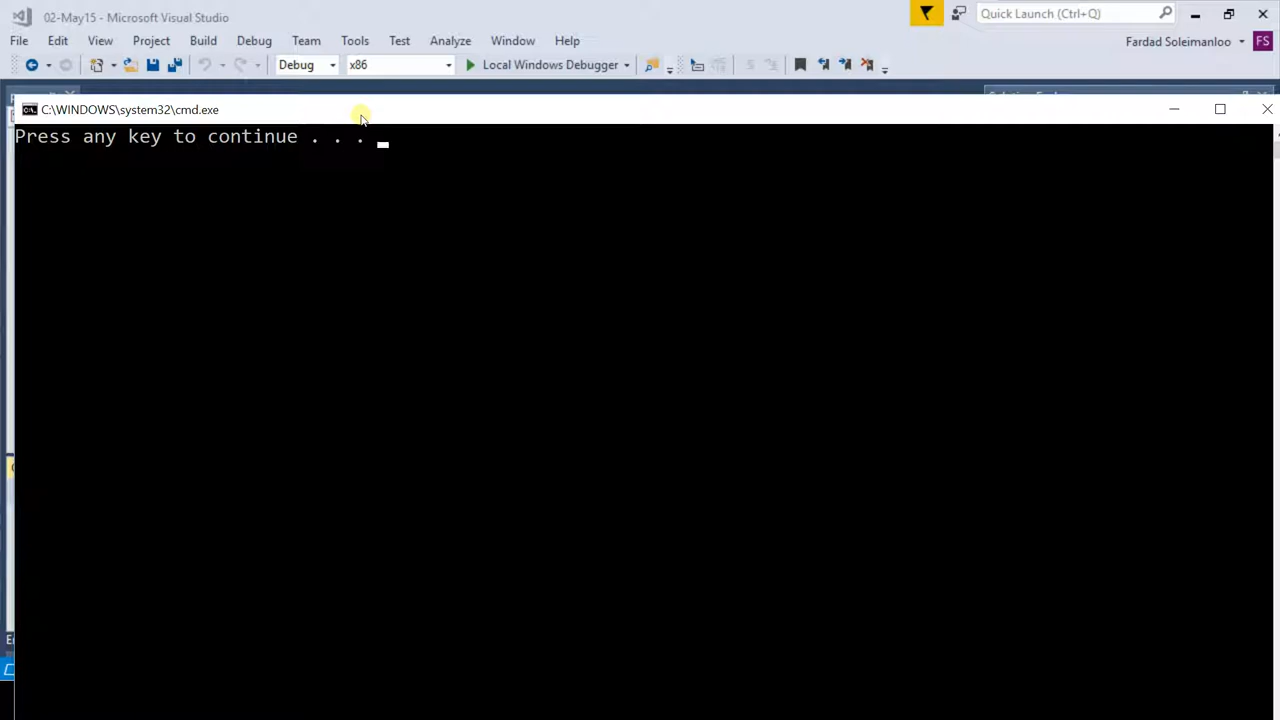 02-May15 - Microsoft Visual Studio
Quick Launch (Ctrl+Q)
File Edit View Project Build Debug Team Tools Test Analyze Window Help
Fardad Soleimanloo FS
Debug x86 Local Windows Debugger
C:\WINDOWS\system32\cmd.exe
Press any key to continue . . .